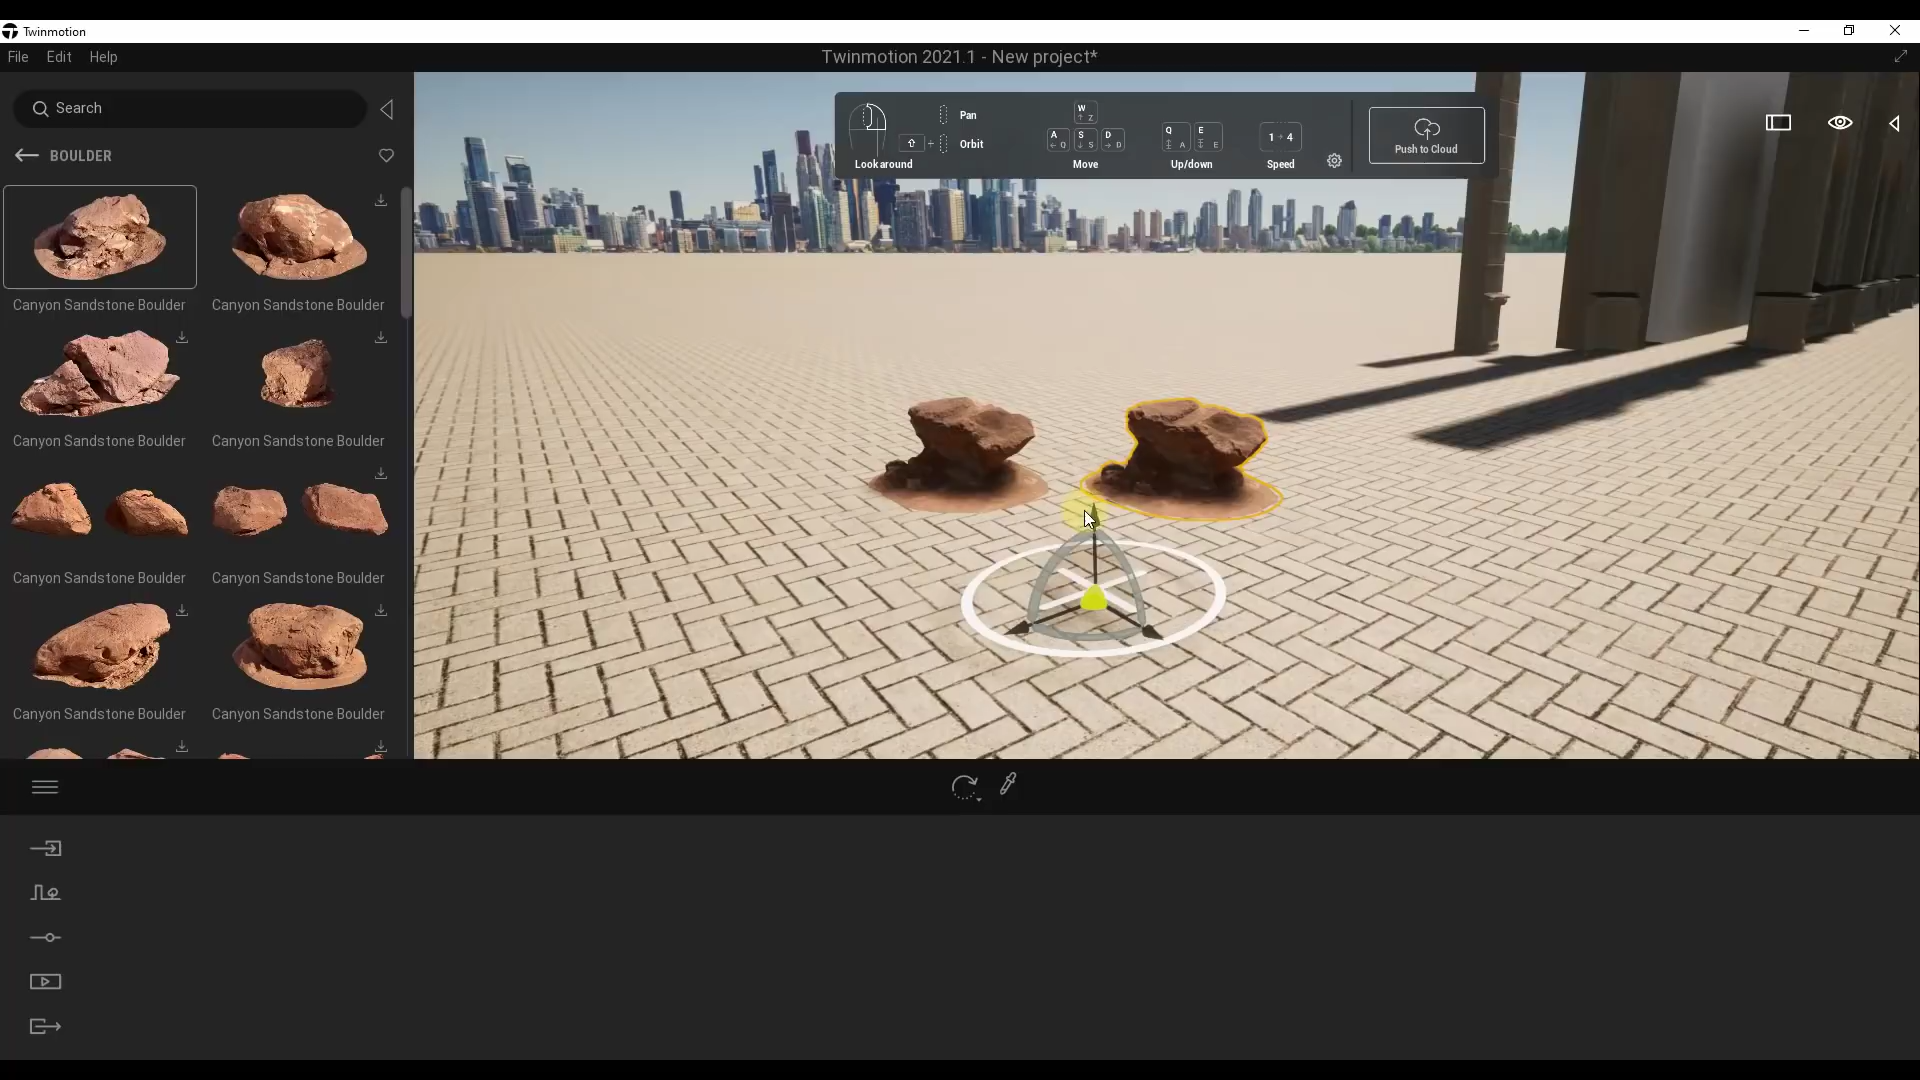 Twinmotion
File Edit Help
Twinmotion 2021.1 - New project*
Search
BOULDER
Canyon Sandstone Boulder
Canyon Sandstone Boulder
Canyon Sandstone Boulder
Canyon Sandstone Boulder
Canyon Sandstone Boulder
Canyon Sandstone Boulder
Canyon Sandstone Boulder
Canyon Sandstone Boulder
Pan
+ Orbit
Look around
W
↑ Z
A S D
← Q ↓ S → D
Move
Q E
A E
Up/down
1 ÷ 4
Speed
Push to Cloud